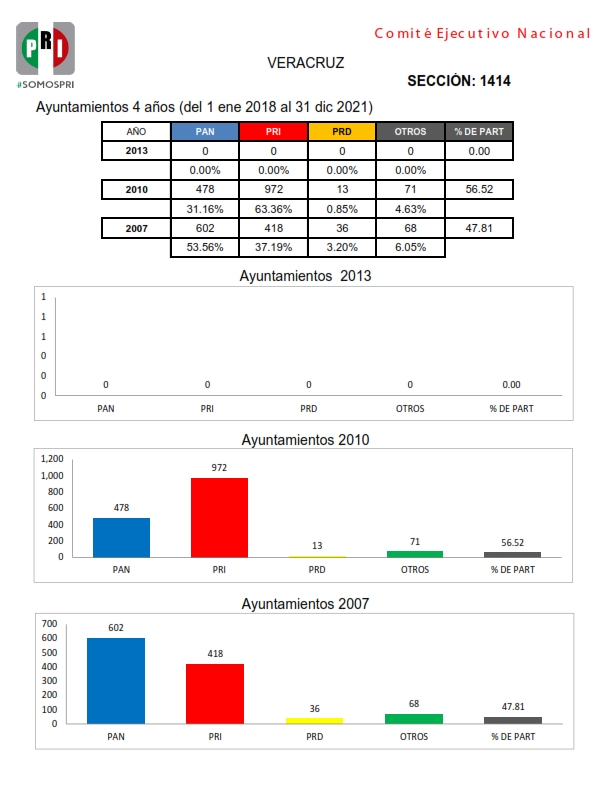 Comité Ejecutivo Nacional
PRI
#SOMOSPRI
VERACRUZ
SECCIÓN: 1414
Ayuntamientos 4 años (del 1 ene 2018 al 31 dic 2021)
AÑO PAN PRI PRD OTROS % DE PART
2013 0 0 0 0 0.00
0.00% 0.00% 0.00% 0.00%
2010 478 972 13 71 56.52
31.16% 63.36% 0.85% 4.63%
2007 602 418 36 68 47.81
53.56% 37.19% 3.20% 6.05%
Ayuntamientos 2013
1
1
1
0
0
0
0 0 0 0 0.00
PAN PRI PRD OTROS % DE PART
Ayuntamientos 2010
1,200
1,000
800
600
400
200
0
478 972 13 71 56.52
PAN PRI PRD OTROS % DE PART
Ayuntamientos 2007
700
600
500
400
300
200
100
0
602 418 36 68 47.81
PAN PRI PRD OTROS % DE PART